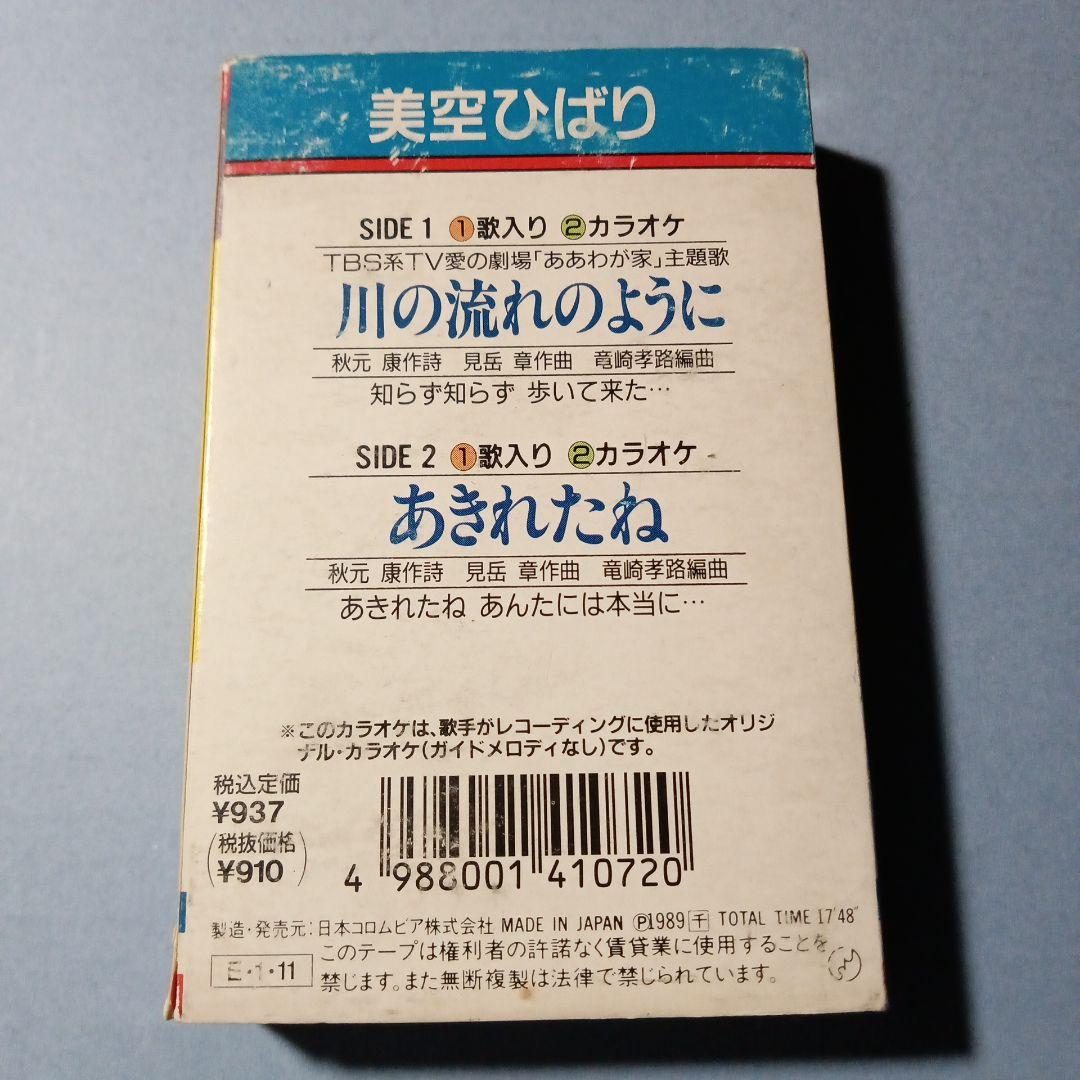 美空ひばり
SIDE 1 ①歌入り ②カラオケ
TBS系TV愛の劇場「ああわが家」主題歌
川の流れのように
秋元 康作詩 見岳 章作曲 竜崎孝路編曲
知らず知らず 歩いて来た…
SIDE 2 ①歌入り ②カラオケ
あきれたね
秋元 康作詩 見岳 章作曲 竜崎孝路編曲
あきれたね あんたには本当に…
※このカラオケは、歌手がレコーディングに使用したオリジ
ナル・カラオケ(ガイドメロディなし)です。
税込定価
¥937
(税抜価格
¥910)
4 988001 410720
製造・発売元:日本コロムビア株式会社 MADE IN JAPAN Ⓟ1989 千 TOTAL TIME 17'48"
このテープは権利者の許諾なく賃貸業に使用することを
禁じます。また無断複製は法律で禁じられています。
E・1・11